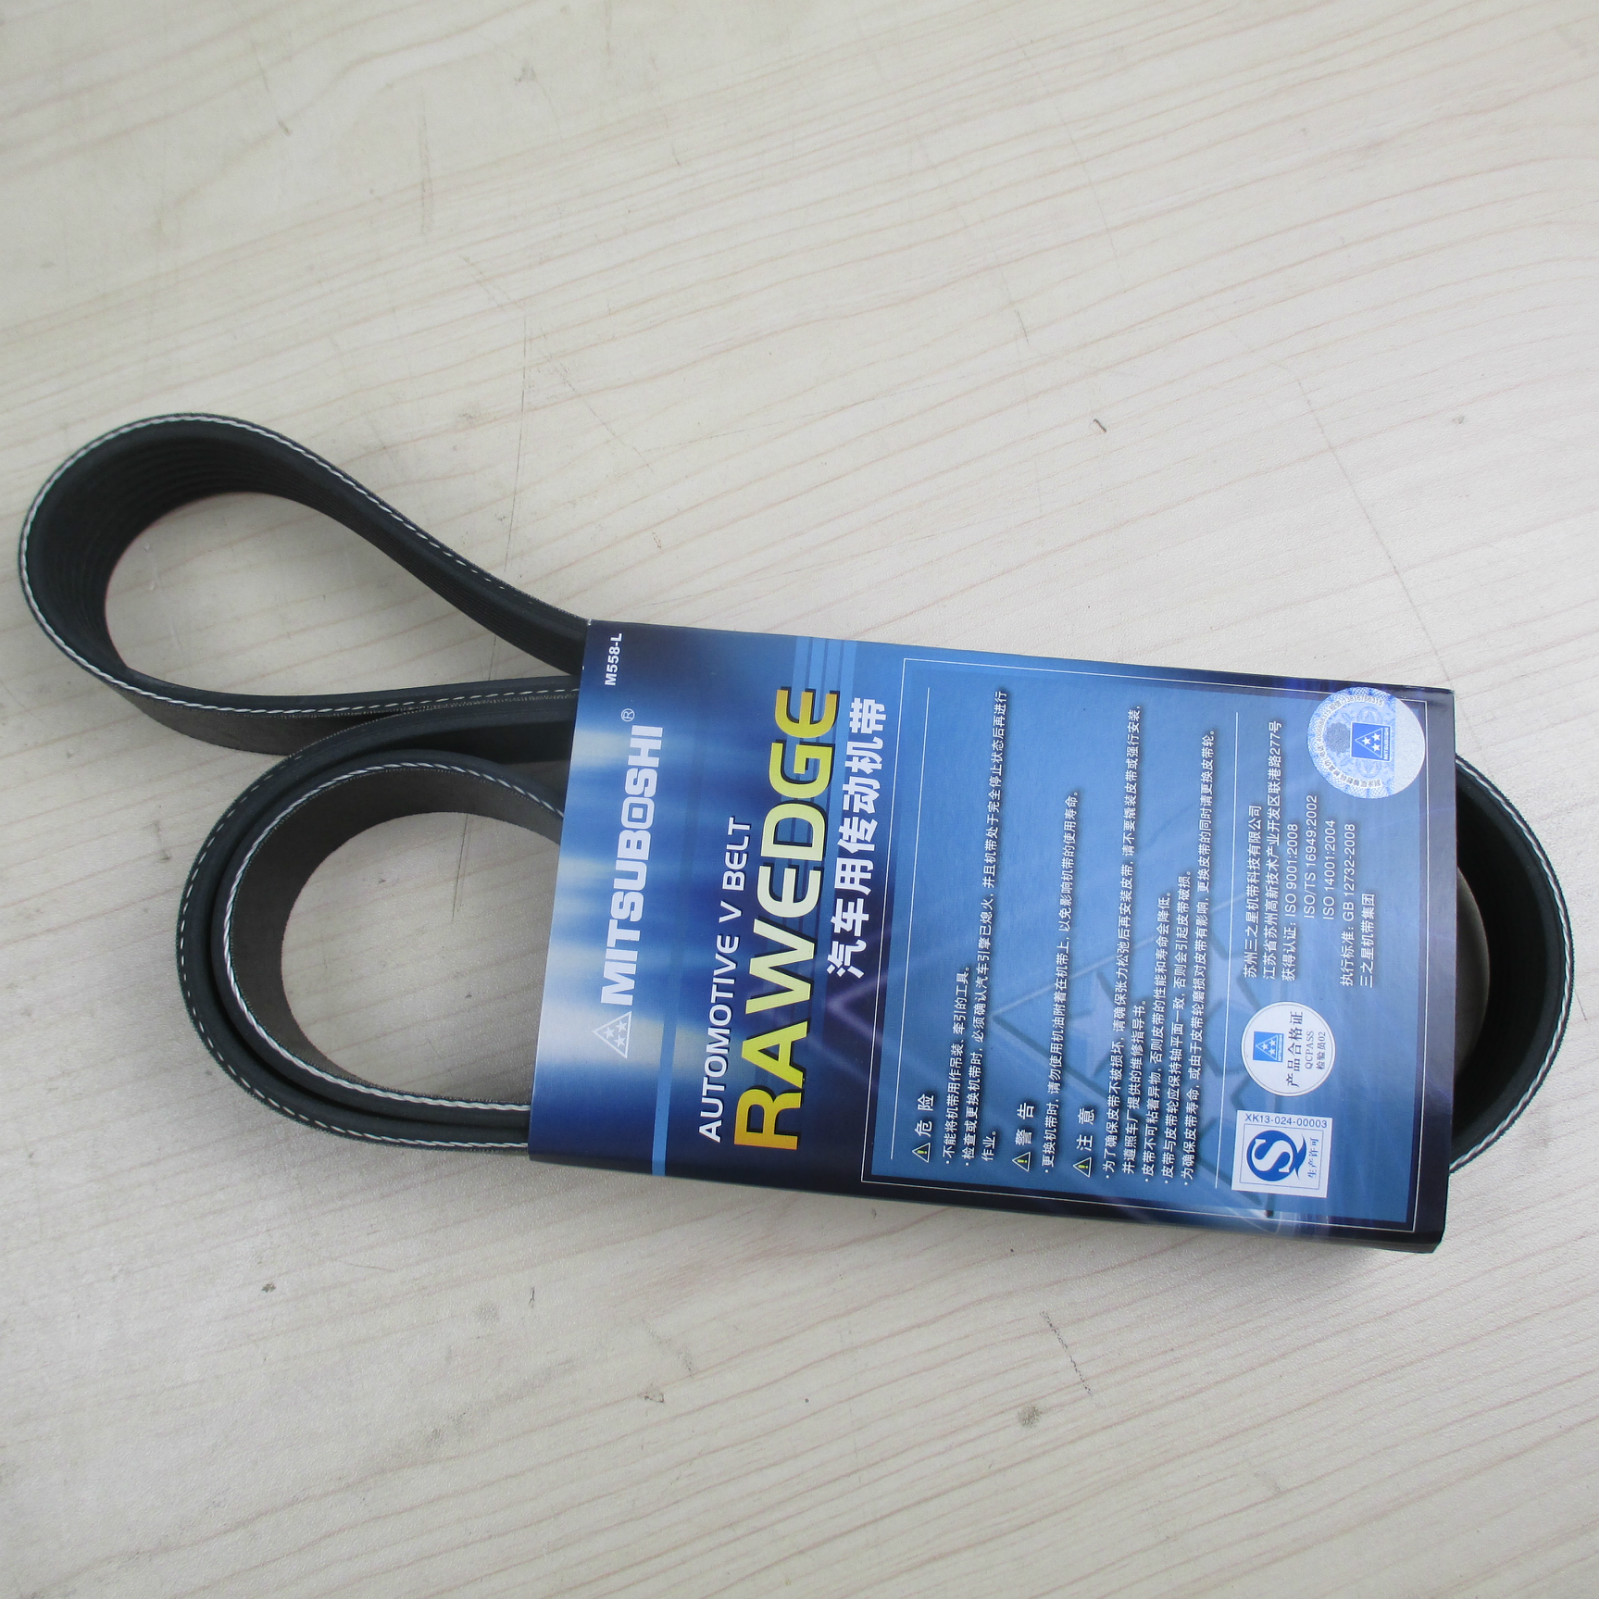 M558-L
MITSUBOSHI®
AUTOMOTIVE V BELT
RAWEDGE
汽车用传动机带
危 险
·不能将机带用作吊装、牵引的工具。
·检查或更换机带时，必须确认汽车引擎已熄火，并且机带处于完全停止状态后再进行
作业。
警 告
·更换机带时，请勿使用机油附着在机带上，以免影响机带的使用寿命。
注 意
·为了确保皮带不被损坏，请确保张力松弛后再安装皮带，请不要撬装皮带或强行安装，
并遵照车厂提供的维修指导书。
·皮带不可粘着异物，否则皮带的性能和寿命会降低。
·皮带与皮带轮应保持轴平面一致，否则会引起皮带破损。
·为确保皮带寿命，或由于皮带轮磨损对皮带有影响，更换皮带的同时请更换皮带轮。
XK13-024-00003
生产许可
产品合格证
QCPASS
检验员02
苏州三之星机带科技有限公司
江苏省苏州高新技术产业开发区联港路277号
获得认证：ISO 9001:2008
ISO/TS 16949:2002
ISO 14001:2004
执行标准：GB 12732-2008
三之星机带集团